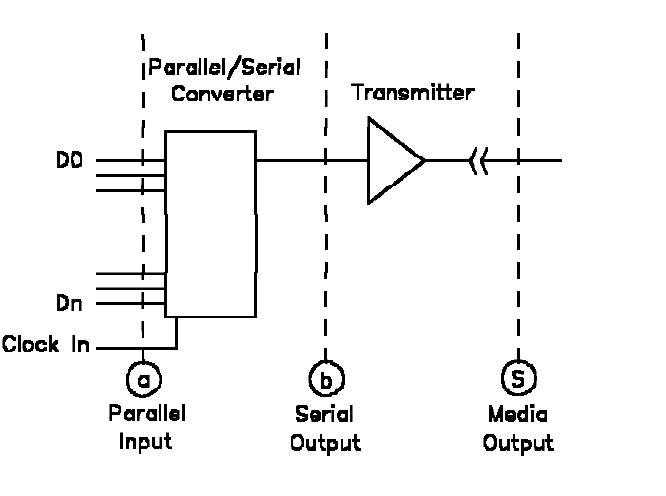 Parallel/Serial
Converter
Transmitter
D0
Dn
Clock In
a
Parallel
Input
b
Serial
Output
S
Media
Output